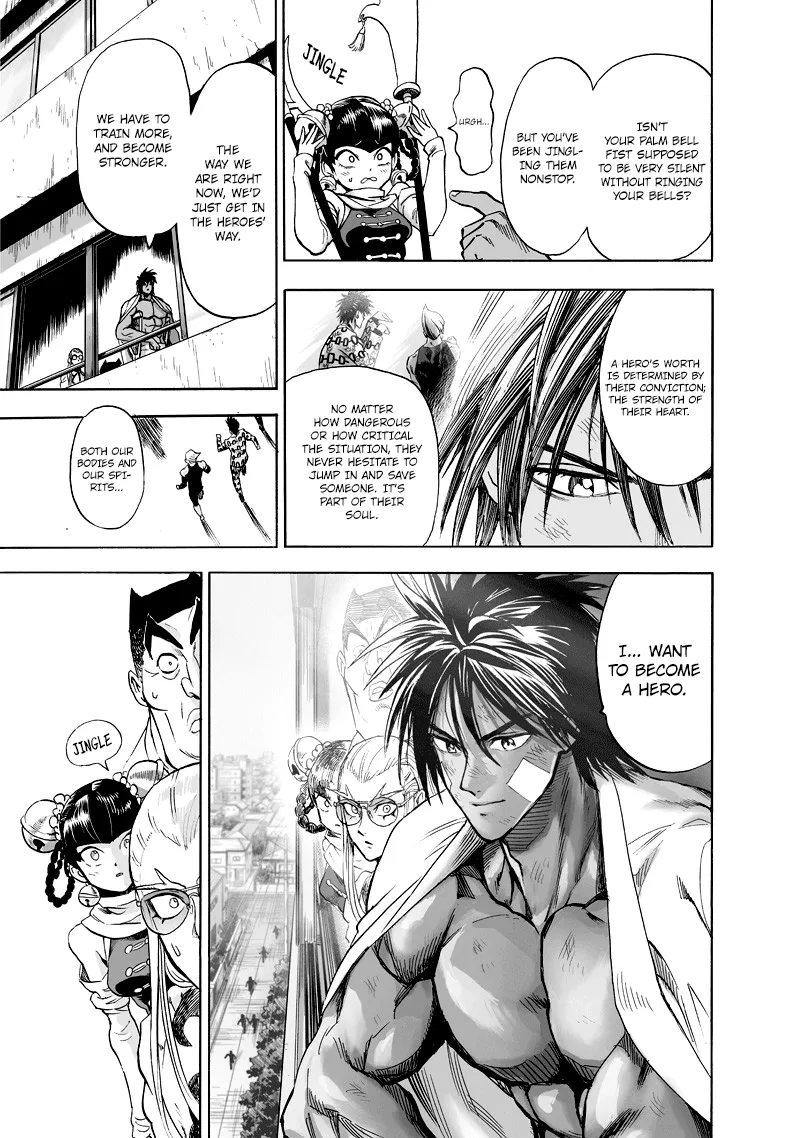 ISN'T
YOUR PALM BELL
FIST SUPPOSED
TO BE VERY SILENT
WITHOUT RINGING
YOUR BELLS?
BUT YOU'VE
BEEN JINGL-
ING THEM
NONSTOP.
URGH...
JINGLE
THE
WAY WE
ARE RIGHT
NOW, WE'D
JUST GET IN
THE HEROES'
WAY.
WE HAVE TO
TRAIN MORE,
AND BECOME
STRONGER.
A HERO'S WORTH
IS DETERMINED BY
THEIR CONVICTION;
THE STRENGTH OF
THEIR HEART.
NO MATTER
HOW DANGEROUS
OR HOW CRITICAL
THE SITUATION, THEY
NEVER HESITATE TO
JUMP IN AND SAVE
SOMEONE. IT'S
PART OF THEIR
SOUL.
BOTH OUR
BODIES AND
OUR SPI-
RITS...
I... WANT
TO BECOME
A HERO.
JINGLE